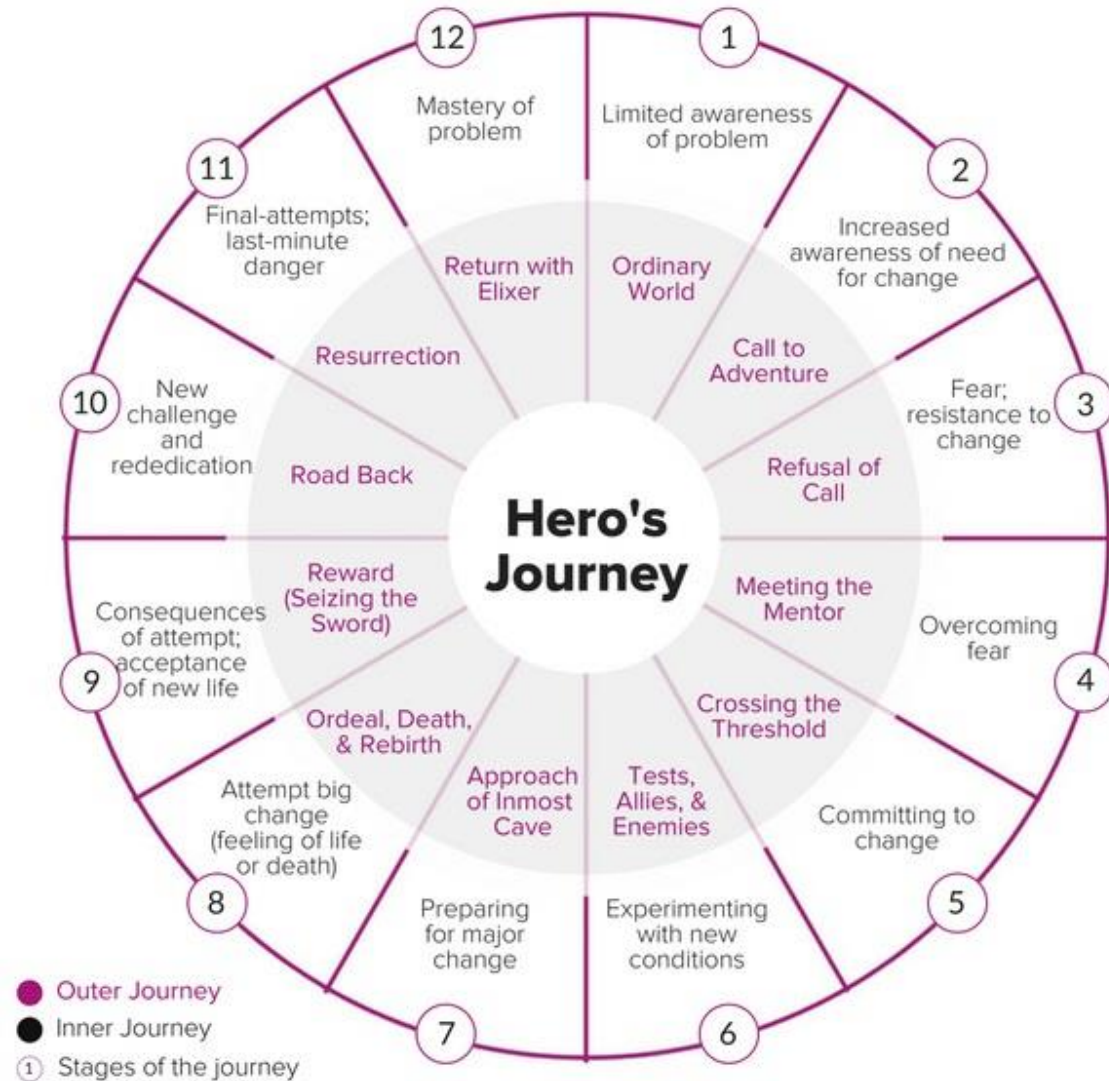 Hero's
Journey
1
Limited awareness
of problem
Ordinary
World
2
Increased
awareness of need
for change
Call to
Adventure
3
Fear;
resistance to
change
Refusal of
Call
4
Overcoming
fear
Meeting the
Mentor
5
Committing to
change
Crossing the
Threshold
6
Experimenting
with new
conditions
Tests,
Allies, &
Enemies
7
Preparing
for major
change
Approach
of Inmost
Cave
8
Attempt big
change
(feeling of life
or death)
Ordeal, Death,
& Rebirth
9
Consequences
of attempt;
acceptance
of new life
Reward
(Seizing the
Sword)
10
New
challenge
and
rededication
Road Back
11
Final-attempts;
last-minute
danger
Resurrection
12
Mastery of
problem
Return with
Elixer
Outer Journey
Inner Journey
1 Stages of the journey